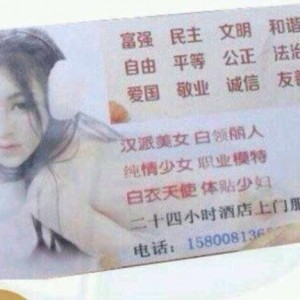 富强 民主 文明 和谐
自由 平等 公正 法治
爱国 敬业 诚信 友
汉派美女 白领丽人
纯情少女 职业模特
白衣天使 体贴少妇
二十四小时酒店上门服
电话：